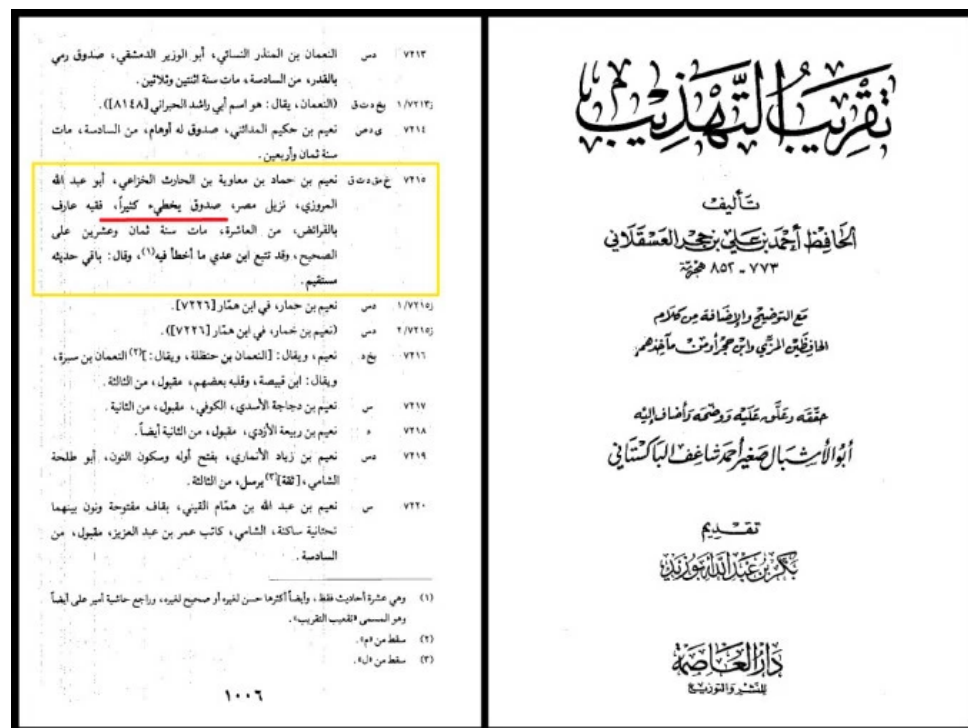 تقريب التهذيب
تأليف
الحافظ أحمد بن علي بن حجر العسقلاني
٧٧٣ - ٨٥٢ هجرية
مع التوضيح والإضافة من كلام
الحافظين المزي وابن حجر أو من مآخذهم
حققه وعلق عليه ووضحه وأضاف إليه
أبو الأشبال صغير أحمد شاغف الباكستاني
تقديم
بكر بن عبد الله أبو زيد
دار العاصمة
للنشر والتوزيع
٧٢١٣ دس النعمان بن المنذر الغساني، أبو الوزير الدمشقي، صدوق رمي
بالقدر، من السادسة، مات سنة اثنتين وثلاثين.
ز١/٧٢١٣ بخ د ت ق (النعمان، يقال: هو اسم أبي راشد الحبراني [٨١٤٨]).
٧٢١٤ ي د ص نعيم بن حكيم المدائني، صدوق له أوهام، من السادسة، مات
سنة ثمان وأربعين.
٧٢١٥ خ مق د ت ق نعيم بن حماد بن معاوية بن الحارث الخزاعي، أبو عبد الله
المروزي، نزيل مصر، صدوق يخطيء كثيراً، فقيه عارف
بالفرائض، من العاشرة، مات سنة ثمان وعشرين على
الصحيح، وقد تتبع ابن عدي ما أخطأ فيه(١)، وقال: باقي حديثه
مستقيم.
ز١/٧٢١٥ دس نعيم بن حمار، في ابن همّار [٧٢٢٦].
ز٢/٧٢١٥ دس (نعيم بن خمار، في ابن همّار [٧٢٢٦]).
٧٢١٦ بخ ه نعيم، ويقال: [النعمان بن حنظلة، ويقال:](٢) النعمان بن سبرة،
ويقال: ابن قبيصة، وقلبه بعضهم، مقبول، من الثالثة.
٧٢١٧ س نعيم بن دجاجة الأسدي، الكوفي، مقبول، من الثانية.
٧٢١٨ د نعيم بن ربيعة الأزدي، مقبول، من الثانية أيضاً.
٧٢١٩ دس نعيم بن زياد الأنماري، بفتح أوله وسكون النون، أبو طلحة
الشامي، [ثقة](٣) يرسل، من الثالثة.
٧٢٢٠ س نعيم بن عبد الله بن همّام القيني، بقاف مفتوحة ونون بينهما
تحتانية ساكنة، الشامي، كاتب عمر بن عبد العزيز، مقبول، من
السادسة.
(١) وهي عشرة أحاديث فقط، وأيضاً أكثرها حسن لغيره أو صحيح لغيره، وراجع حاشية أمير علي أيضاً
وهو المسمى «تقعيب التقريب».
(٢) سقط من «م».
(٣) سقط من «ل».
١٠٠٦